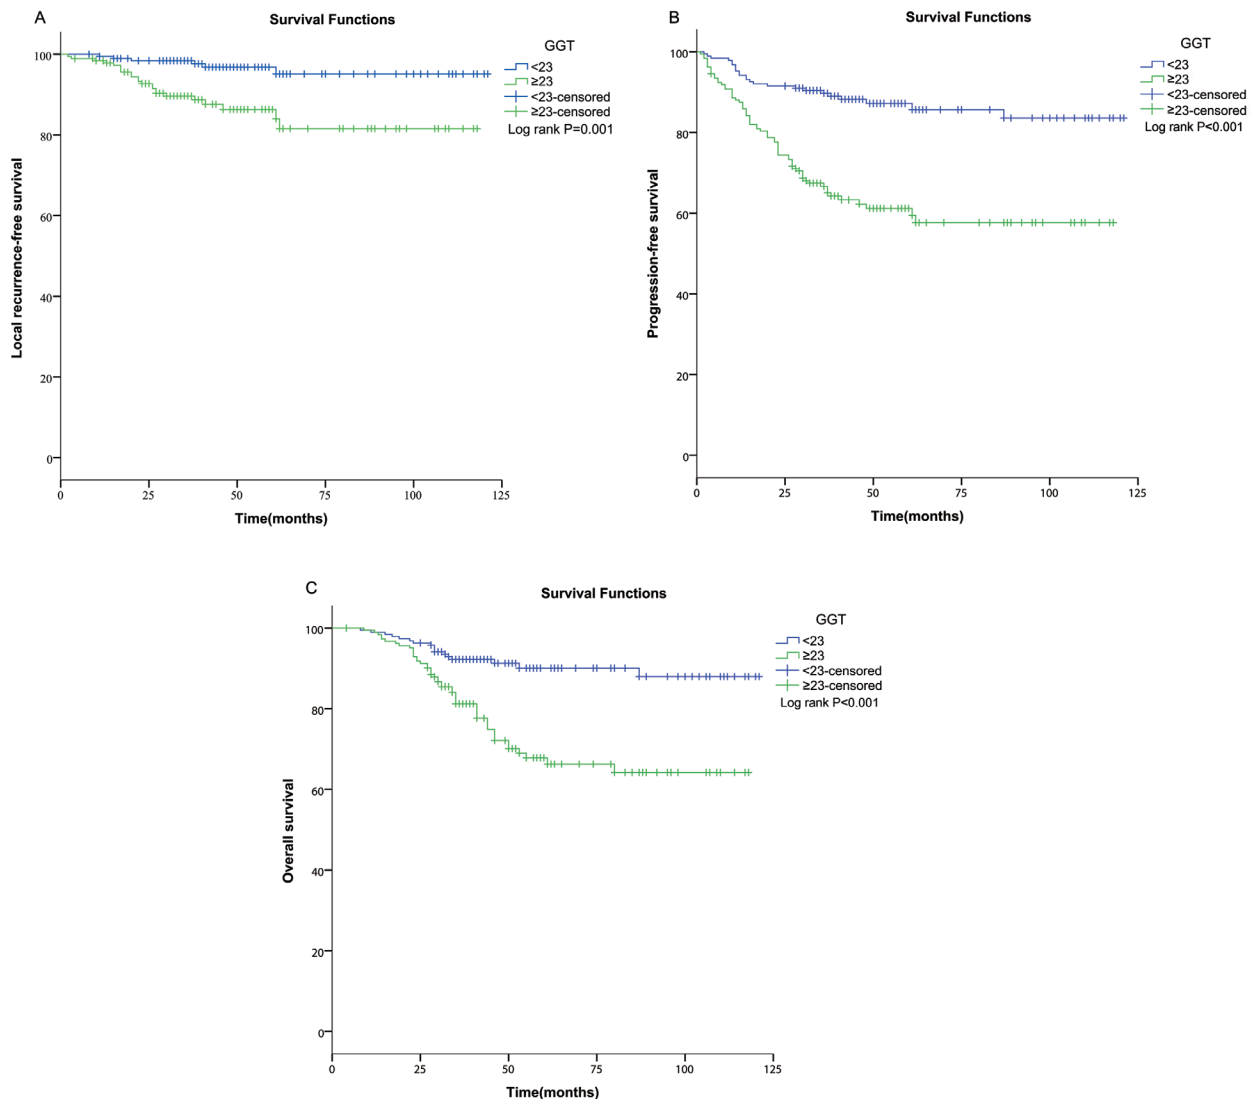 A
Survival Functions
GGT
<23
≥23
<23-censored
≥23-censored
Log rank P=0.001
Local recurrence-free survival
100
80
60
40
20
0
0 25 50 75 100 125
Time(months)
B
Survival Functions
GGT
<23
≥23
<23-censored
≥23-censored
Log rank P<0.001
Progression-free survival
100
80
60
40
20
0
0 25 50 75 100 125
Time(months)
C
Survival Functions
GGT
<23
≥23
<23-censored
≥23-censored
Log rank P<0.001
Overall survival
100
80
60
40
20
0
0 25 50 75 100 125
Time(months)